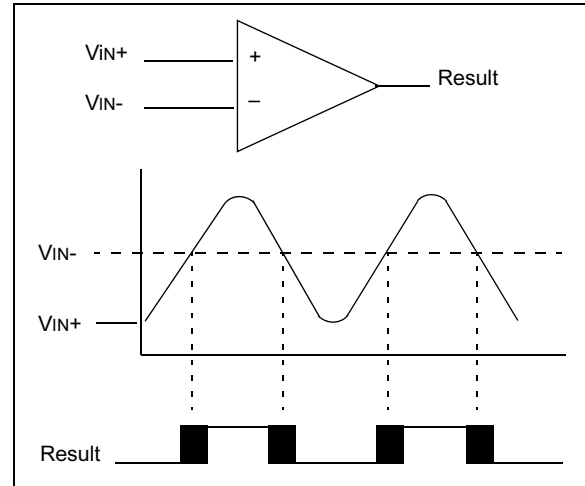 VIN+
+
Result
VIN-
–
VIN-
VIN+
Result